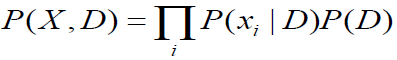 P(X, D) = ∏_i P(x_i | D)P(D)